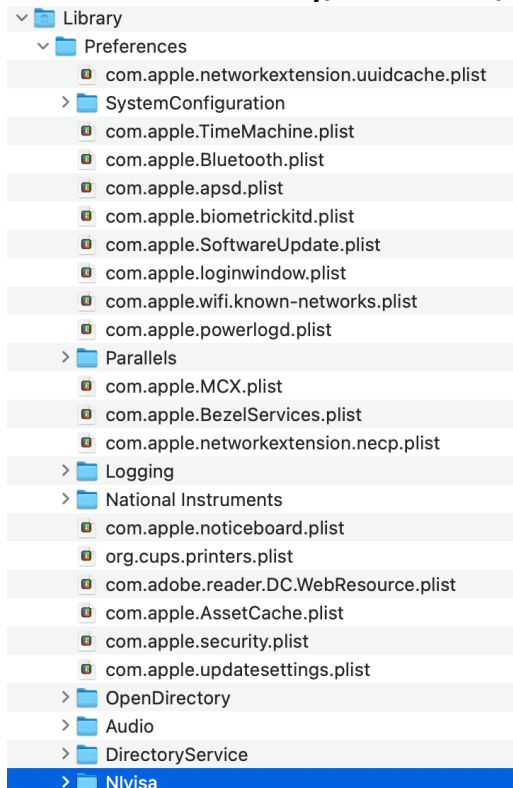 Library
Preferences
com.apple.networkextension.uuidcache.plist
SystemConfiguration
com.apple.TimeMachine.plist
com.apple.Bluetooth.plist
com.apple.apsd.plist
com.apple.biometrickitd.plist
com.apple.SoftwareUpdate.plist
com.apple.loginwindow.plist
com.apple.wifi.known-networks.plist
com.apple.powerlogd.plist
Parallels
com.apple.MCX.plist
com.apple.BezelServices.plist
com.apple.networkextension.necp.plist
Logging
National Instruments
com.apple.noticeboard.plist
org.cups.printers.plist
com.adobe.reader.DC.WebResource.plist
com.apple.AssetCache.plist
com.apple.security.plist
com.apple.updatesettings.plist
OpenDirectory
Audio
DirectoryService
NIvisa